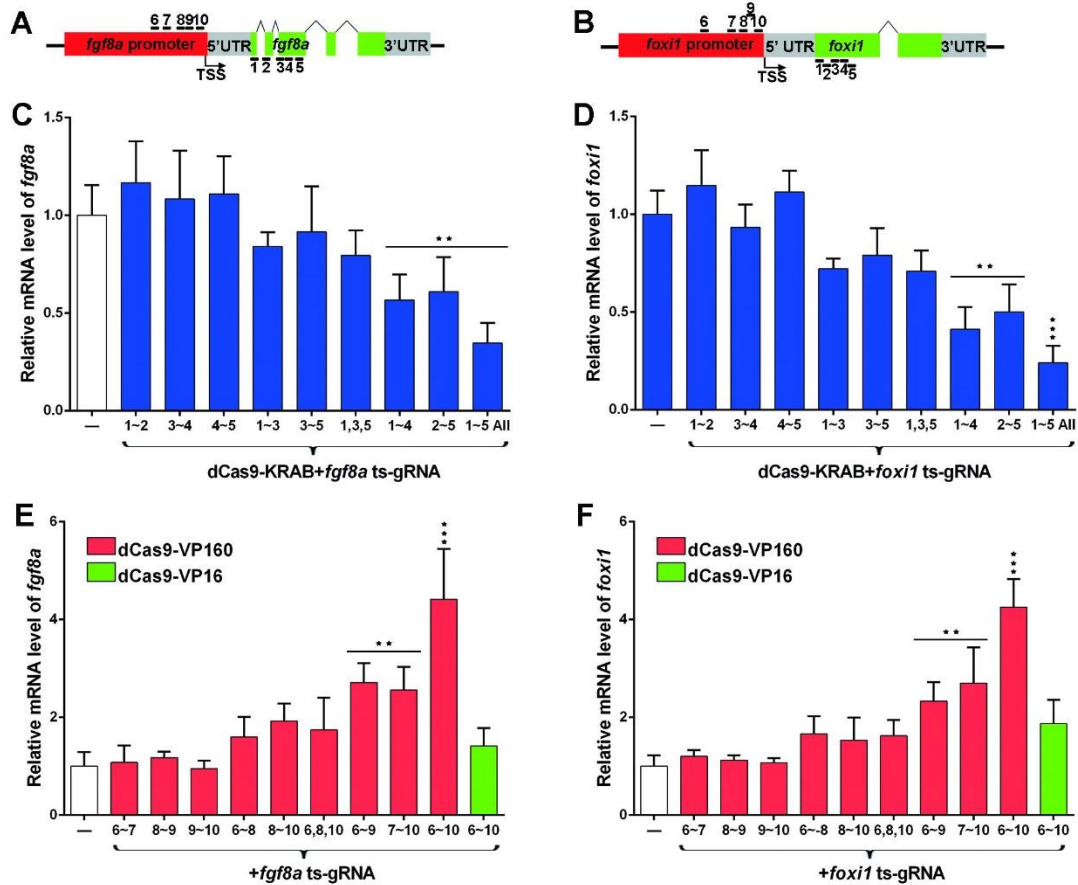 A
6 7 8 9 10
fgf8a promoter 5'UTR fgf8a 3'UTR
TSS 1 2 3 4 5
B
9
6 7 8 10
foxi1 promoter 5' UTR foxi1 3'UTR
TSS 1 2 3 4 5
C
Relative mRNA level of fgf8a
1.5
1.0
0.5
0.0
★ ★
— 1~2 3~4 4~5 1~3 3~5 1,3,5 1~4 2~5 1~5 All
dCas9-KRAB+fgf8a ts-gRNA
D
Relative mRNA level of foxi1
1.5
1.0
0.5
0.0
★ ★
★ ★ ★
— 1~2 3~4 4~5 1~3 3~5 1,3,5 1~4 2~5 1~5 All
dCas9-KRAB+foxi1 ts-gRNA
E
Relative mRNA level of fgf8a
6
4
2
0
dCas9-VP160
dCas9-VP16
★ ★
★ ★ ★
— 6~7 8~9 9~10 6~8 8~10 6,8,10 6~9 7~10 6~10 6~10
+fgf8a ts-gRNA
F
Relative mRNA level of foxi1
6
4
2
0
dCas9-VP160
dCas9-VP16
★ ★
★ ★ ★
— 6~7 8~9 9~10 6~-8 8~10 6,8,10 6~9 7~10 6~10 6~10
+foxi1 ts-gRNA